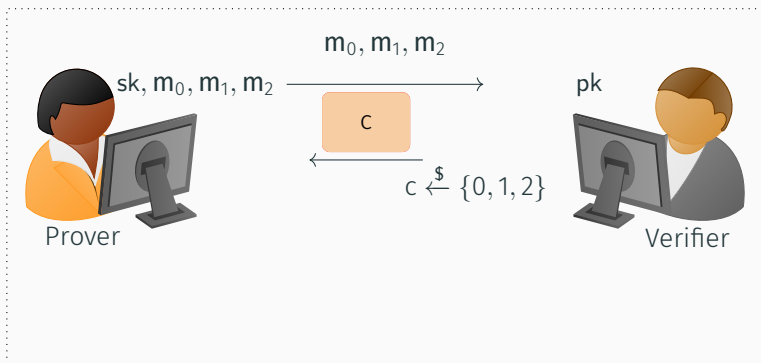 m₀, m₁, m₂
sk, m₀, m₁, m₂
pk
c
c ←$ {0, 1, 2}
Prover
Verifier